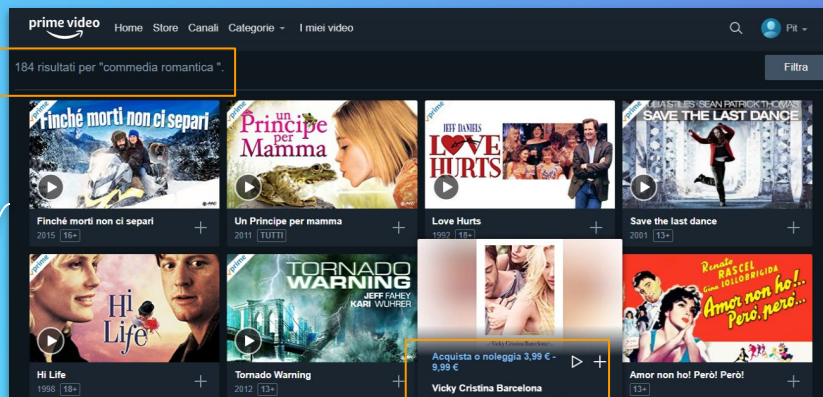 prime video Home Store Canali Categorie I miei video Pit
184 risultati per "commedia romantica ".
Filtra
prime
Finché morti non ci separi
prime
un
Principe
per
Mamma
JEFF DANIELS
LOVE
HURTS
prime
JULIA STILES SEAN PATRICK THOMAS
SAVE THE LAST DANCE
Finché morti non ci separi
2015 16+
Un Principe per mamma
2011 TUTTI
Love Hurts
1992 18+
Save the last dance
2001 13+
prime
Hi
Life
prime
TORNADO
WARNING
JEFF FAHEY
KARI WUHRER
Vicky Cristina Barcelona
Renato
RASCEL
Gina LOLLOBRIGIDA
Amor non ho!..
Però, però...
Hi Life
1998 18+
Tornado Warning
2012 13+
Acquista o noleggia 3,99 € -
9,99 €
Vicky Cristina Barcelona
Amor non ho! Però! Però!
13+